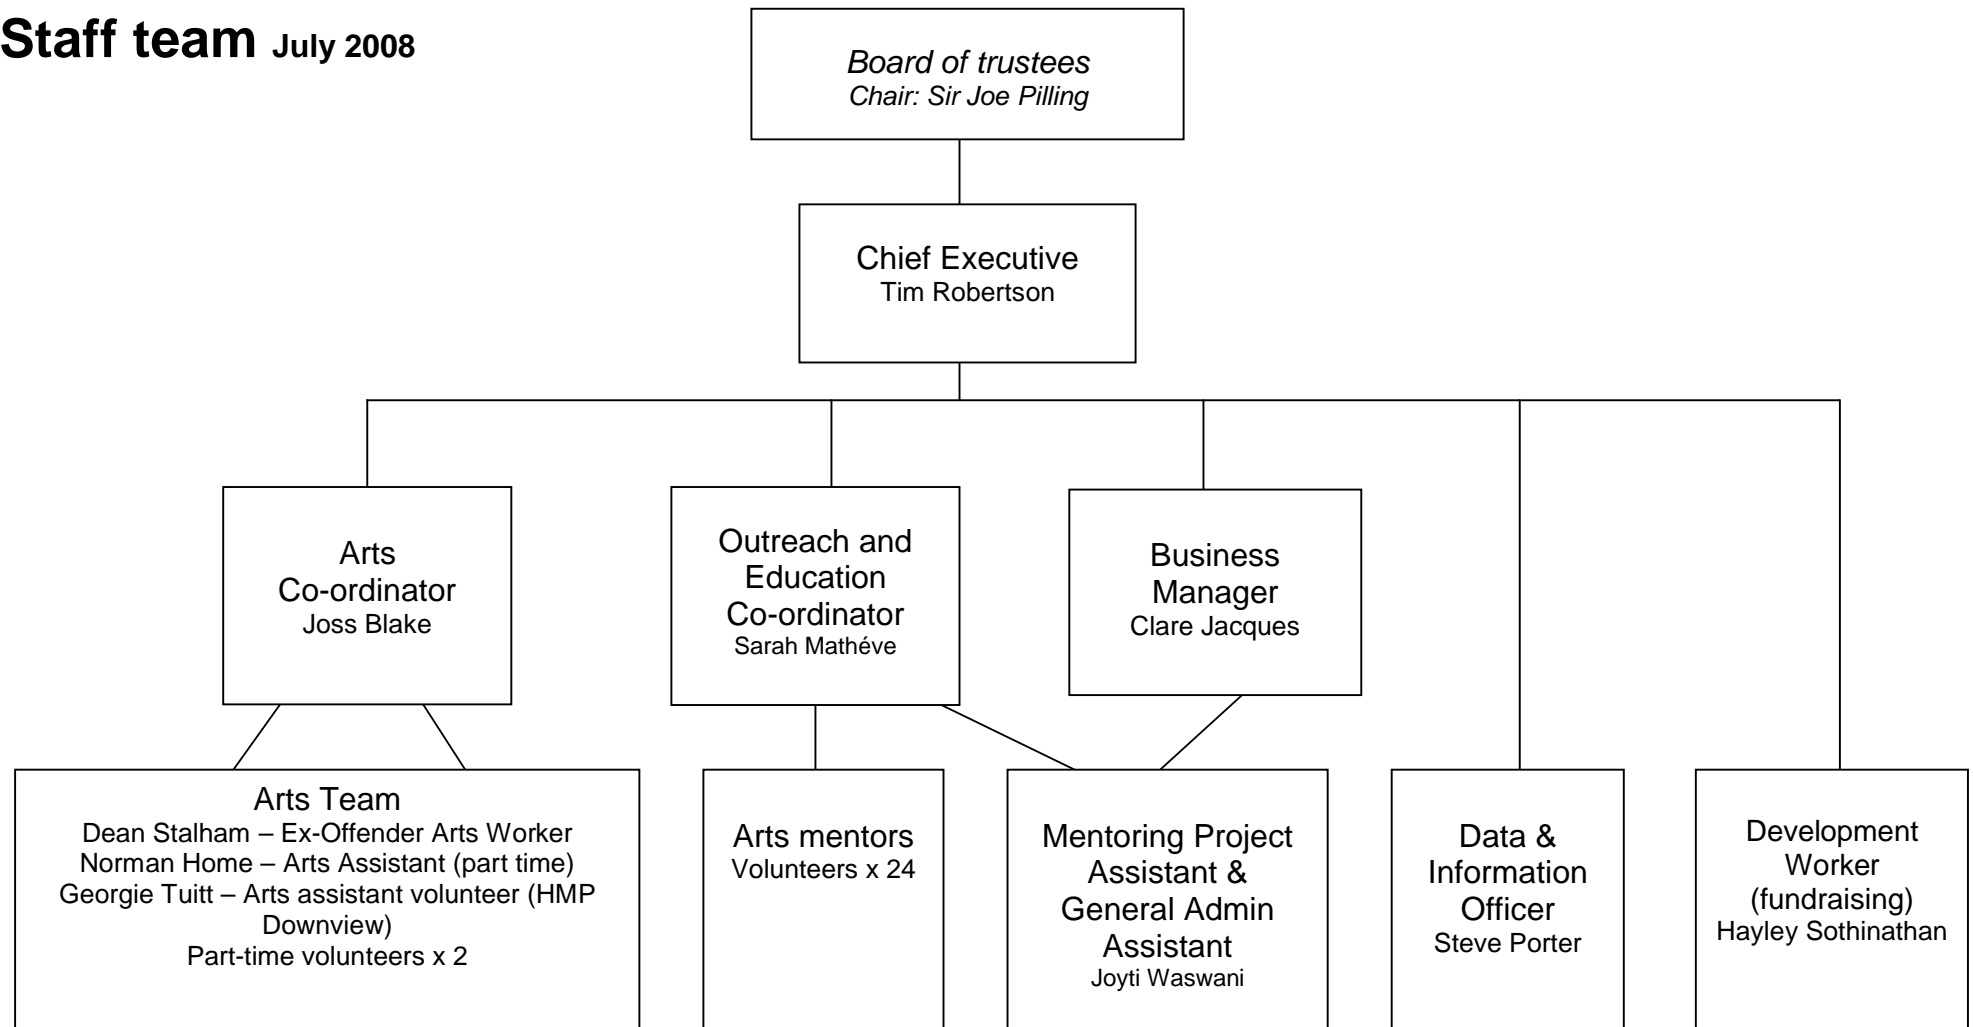 Staff team July 2008
Board of trustees
Chair: Sir Joe Pilling
Chief Executive
Tim Robertson
Arts
Co-ordinator
Joss Blake
Outreach and
Education
Co-ordinator
Sarah Mathéve
Business
Manager
Clare Jacques
Arts Team
Dean Stalham – Ex-Offender Arts Worker
Norman Home – Arts Assistant (part time)
Georgie Tuitt – Arts assistant volunteer (HMP
Downview)
Part-time volunteers x 2
Arts mentors
Volunteers x 24
Mentoring Project
Assistant &
General Admin
Assistant
Joyti Waswani
Data &
Information
Officer
Steve Porter
Development
Worker
(fundraising)
Hayley Sothinathan